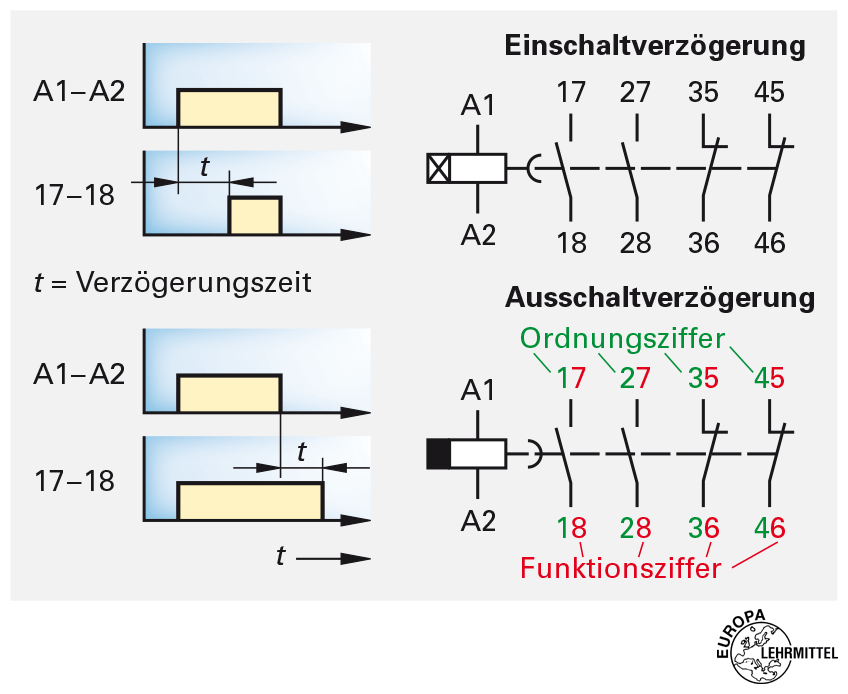 Einschaltverzögerung
A1–A2
17 27 35 45
A1
t
17–18
A2
18 28 36 46
t = Verzögerungszeit
Ausschaltverzögerung
Ordnungsziffer
A1–A2
17 27 35 45
A1
t
17–18
A2
18 28 36 46
t
Funktionsziffer
EUROPA
LEHRMITTEL